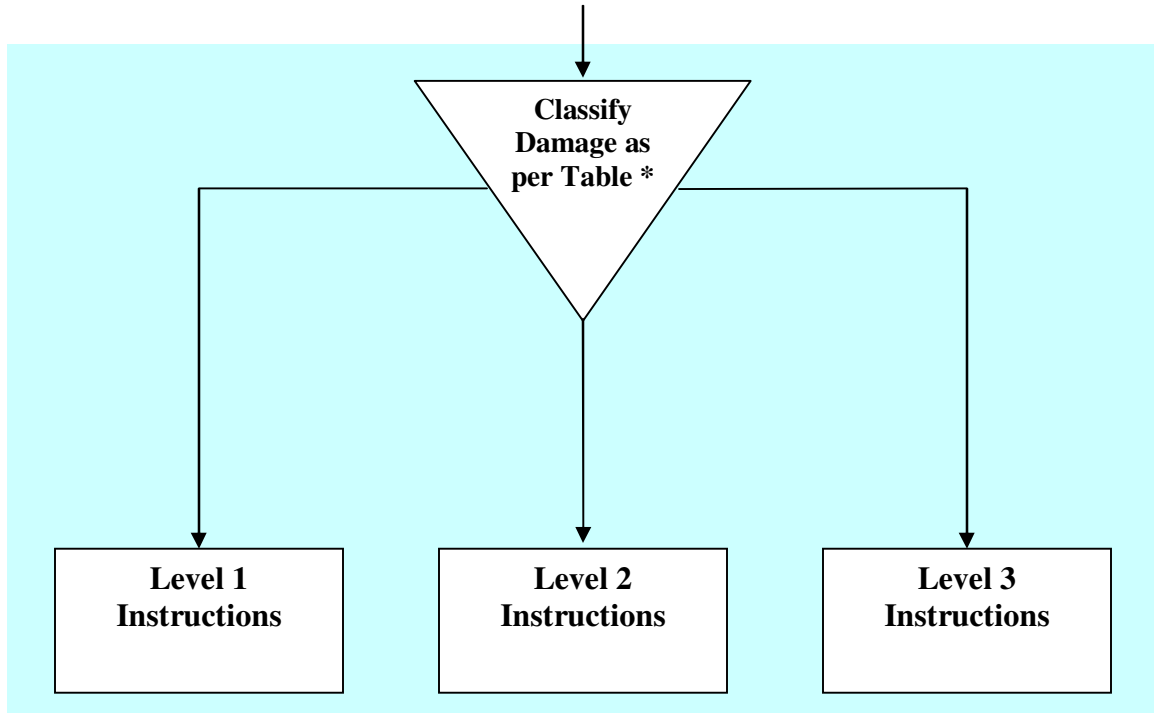 Classify
Damage as
per Table *
Level 1
Instructions
Level 2
Instructions
Level 3
Instructions